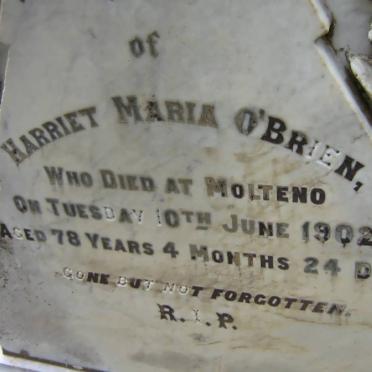 of
HARRIET MARIA O'BRIEN,
WHO DIED AT MOLTENO
ON TUESDAY 10TH JUNE 1902
AGED 78 YEARS 4 MONTHS 24 D
GONE BUT NOT FORGOTTEN.
R.I.P.